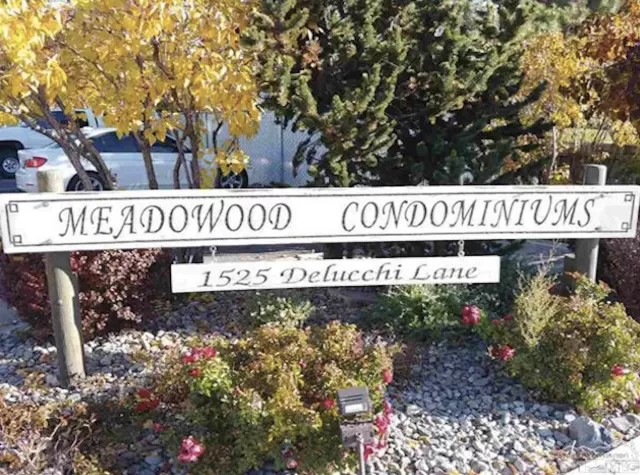 MEADOWOOD CONDOMINIUMS
1525 Delucchi Lane